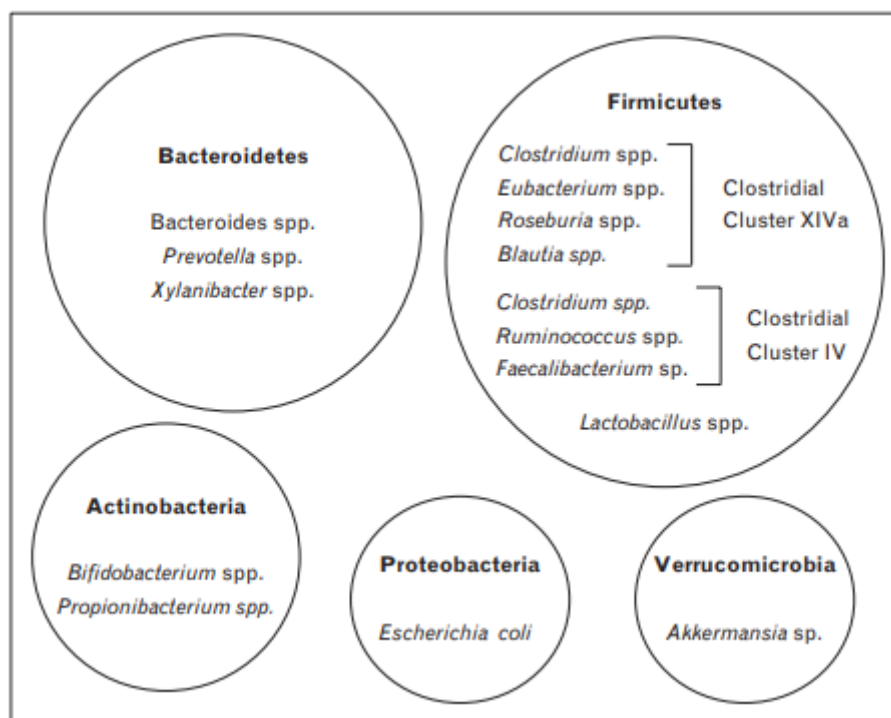 Bacteroidetes
Bacteroides spp.
Prevotella spp.
Xylanibacter spp.
Firmicutes
Clostridium spp.
Eubacterium spp.
Roseburia spp.
Blautia spp.
Clostridial
Cluster XIVa
Clostridium spp.
Ruminococcus spp.
Faecalibacterium sp.
Clostridial
Cluster IV
Lactobacillus spp.
Actinobacteria
Bifidobacterium spp.
Propionibacterium spp.
Proteobacteria
Escherichia coli
Verrucomicrobia
Akkermansia sp.